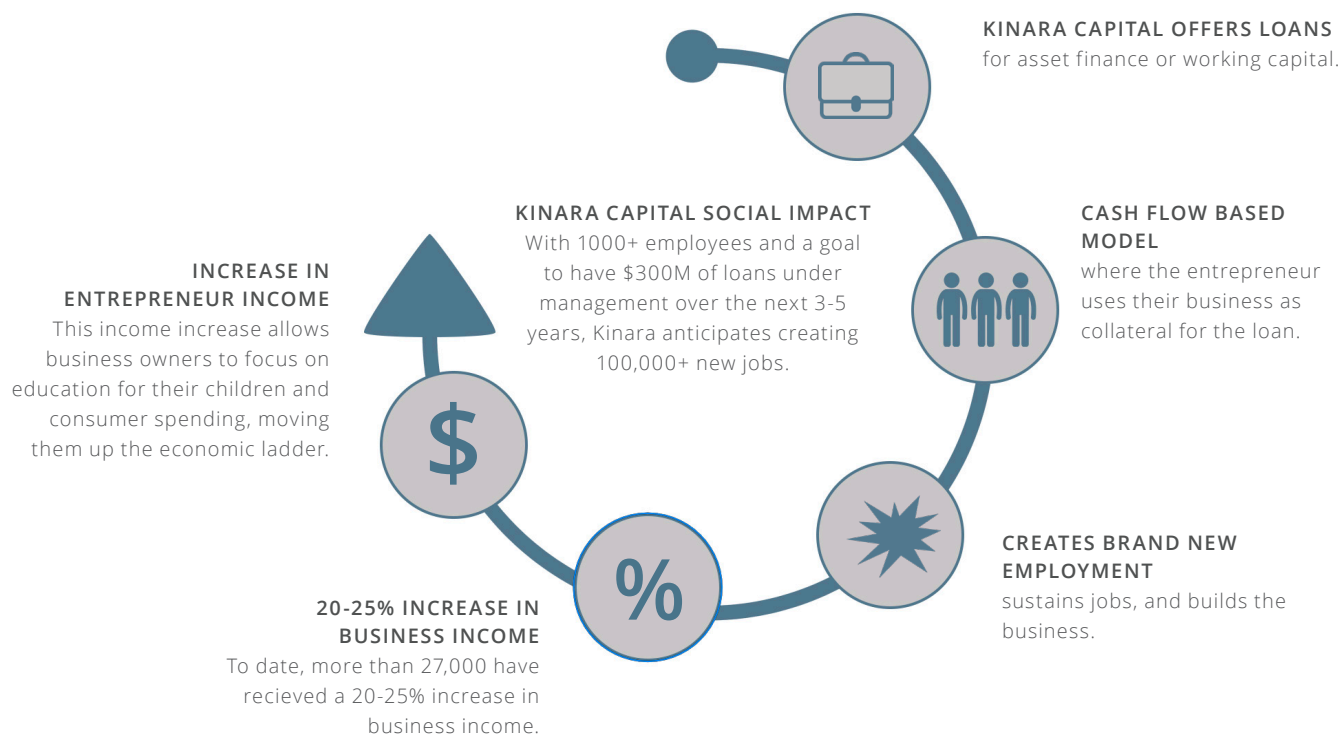 KINARA CAPITAL OFFERS LOANS
for asset finance or working capital.
CASH FLOW BASED
MODEL
where the entrepreneur
uses their business as
collateral for the loan.
CREATES BRAND NEW
EMPLOYMENT
sustains jobs, and builds the
business.
%
20-25% INCREASE IN
BUSINESS INCOME
To date, more than 27,000 have
recieved a 20-25% increase in
business income.
$
INCREASE IN
ENTREPRENEUR INCOME
This income increase allows
business owners to focus on
education for their children and
consumer spending, moving
them up the economic ladder.
KINARA CAPITAL SOCIAL IMPACT
With 1000+ employees and a goal
to have $300M of loans under
management over the next 3-5
years, Kinara anticipates creating
100,000+ new jobs.